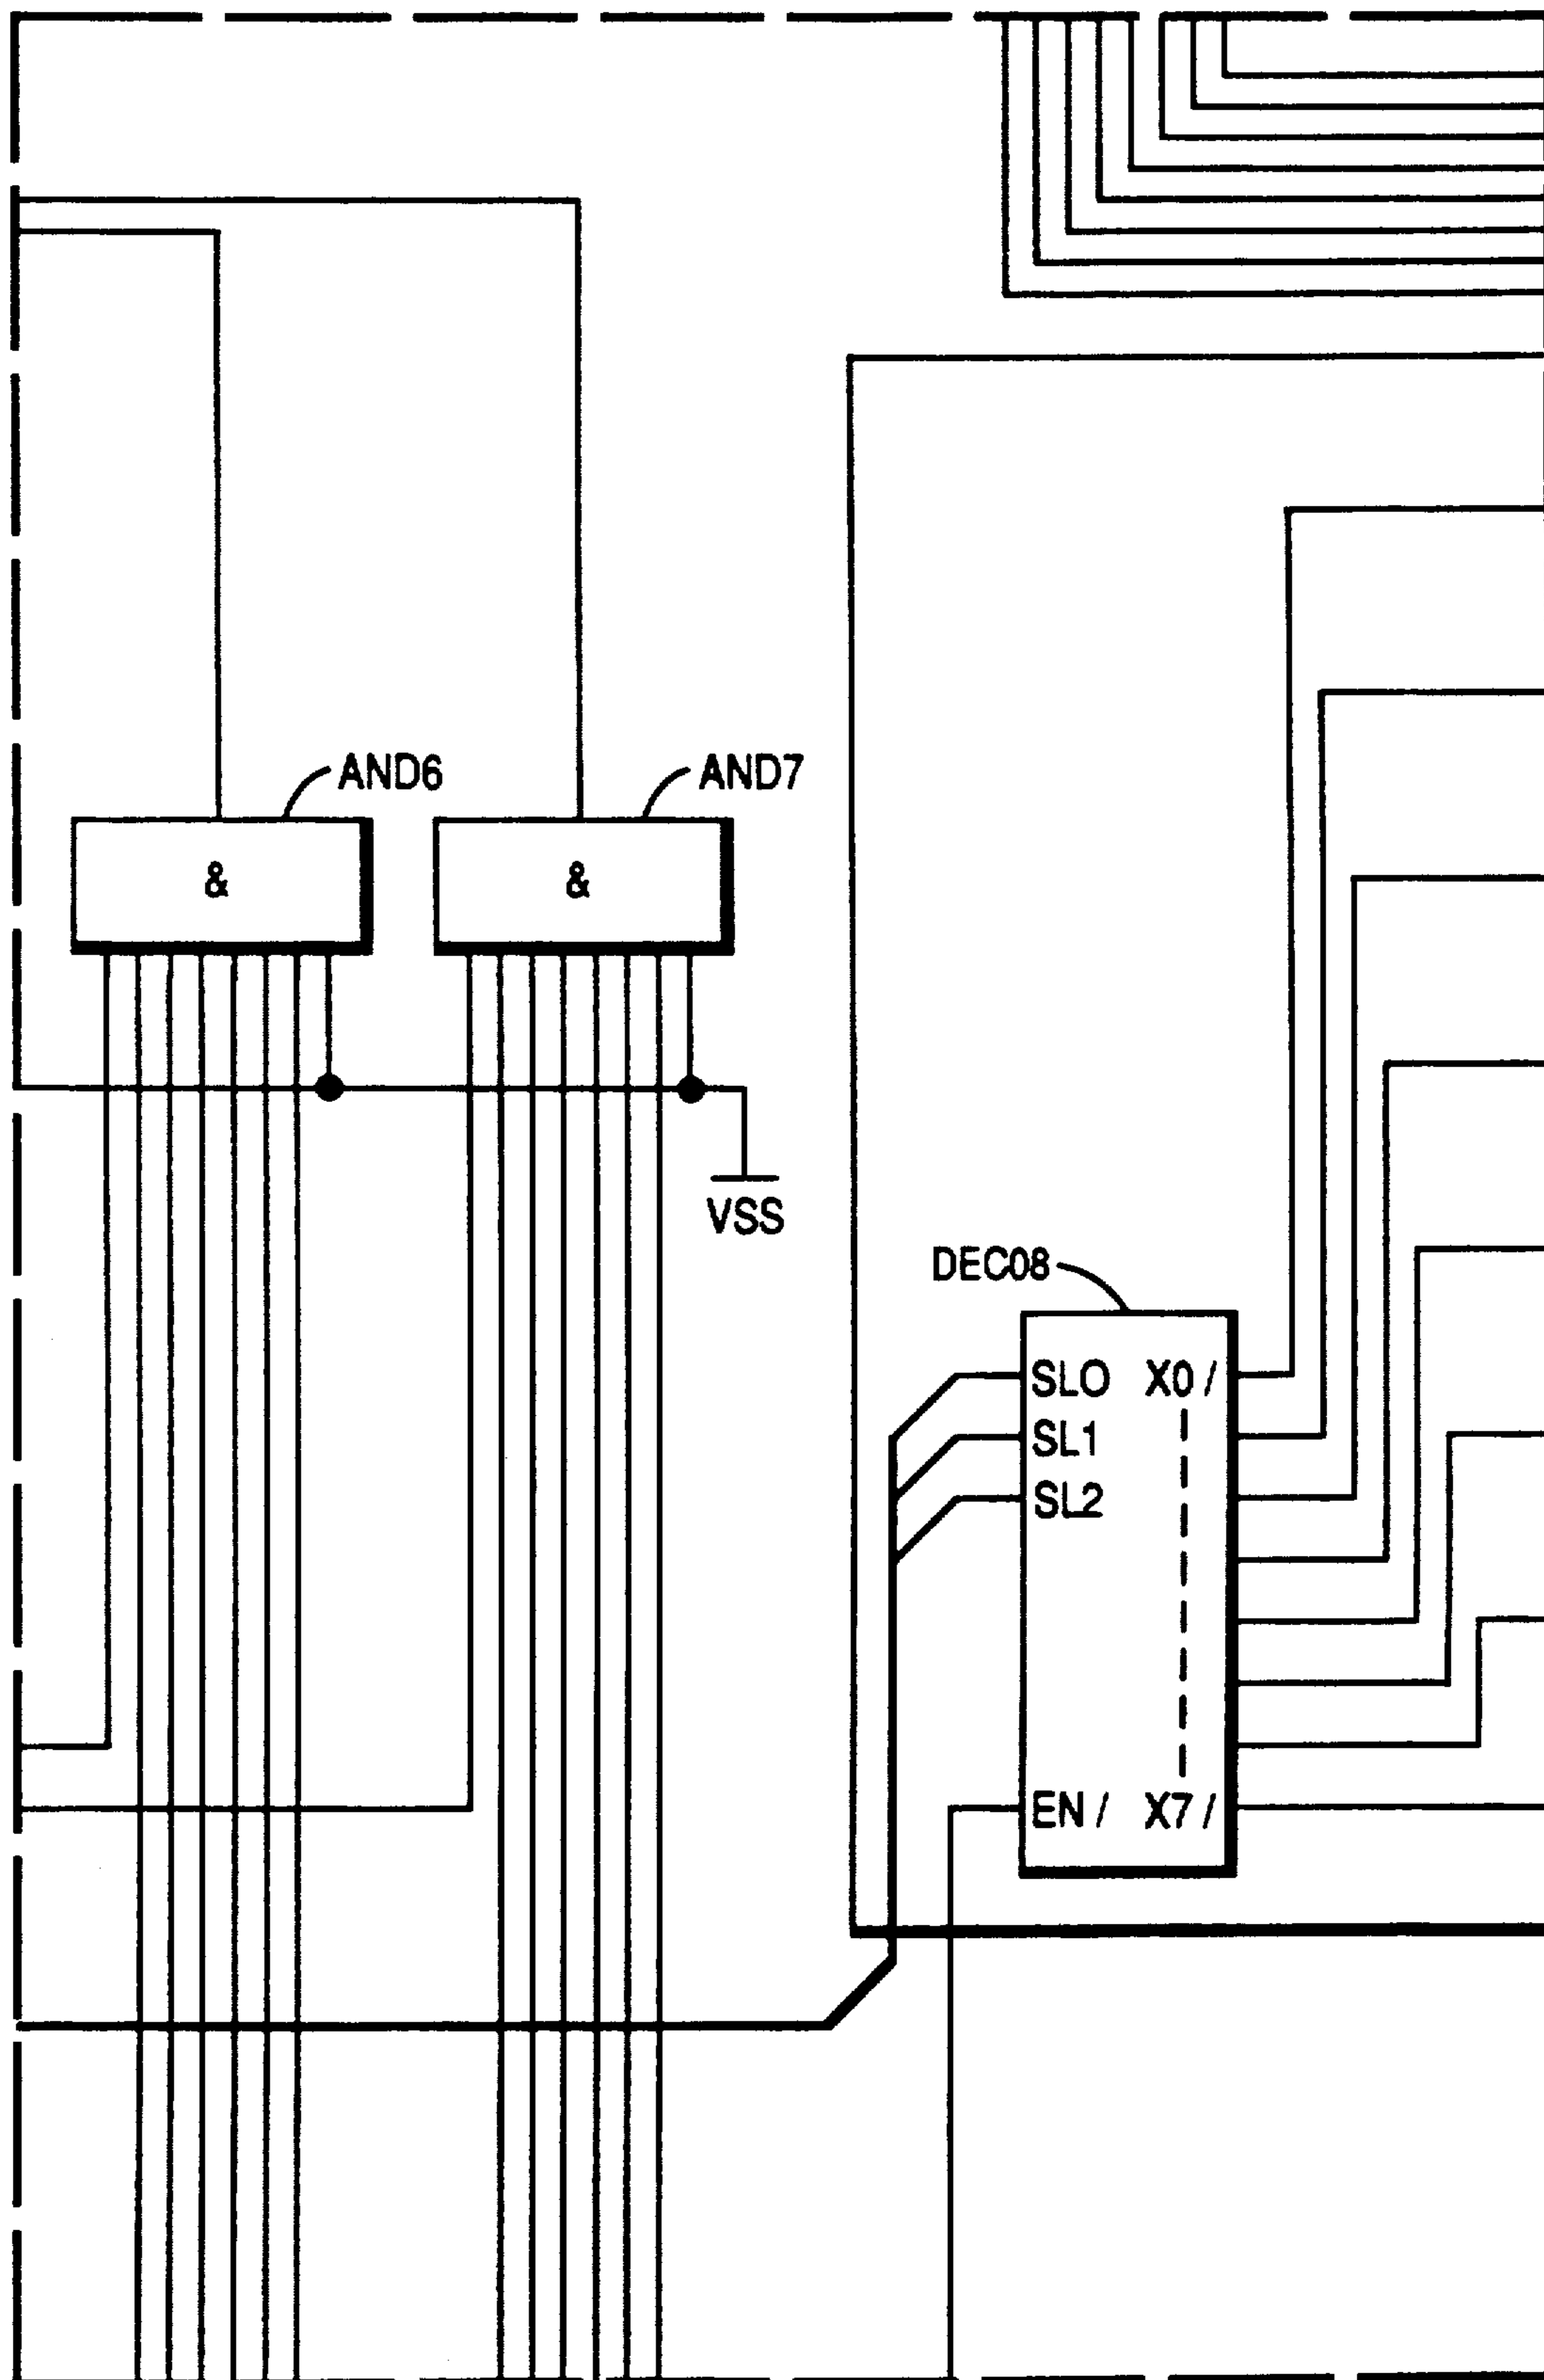 AND6
AND7
&
&
VSS
DEC08
SLO X0 /
SL1
SL2
EN / X7 /